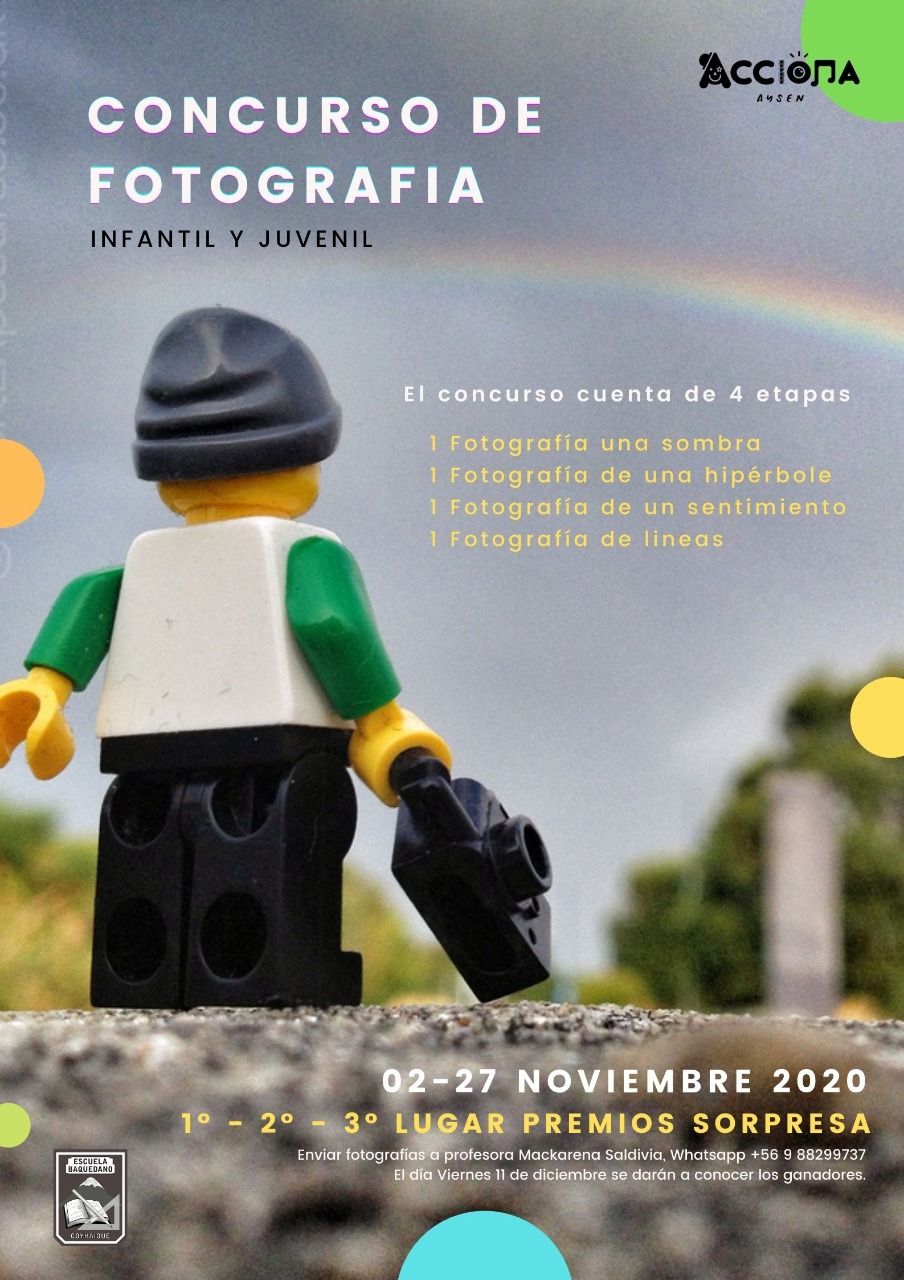 ACCIONA
AYSEN
CONCURSO DE
FOTOGRAFIA
INFANTIL Y JUVENIL
El concurso cuenta de 4 etapas
1 Fotografía una sombra
1 Fotografía de una hipérbole
1 Fotografía de un sentimiento
1 Fotografía de lineas
02-27 NOVIEMBRE 2020
1° - 2° - 3° LUGAR PREMIOS SORPRESA
Enviar fotografías a profesora Mackarena Saldivia, Whatsapp +56 9 88299737
El día Viernes 11 de diciembre se darán a conocer los ganadores.
ESCUELA
BAQUEDANO
COYHAIQUE